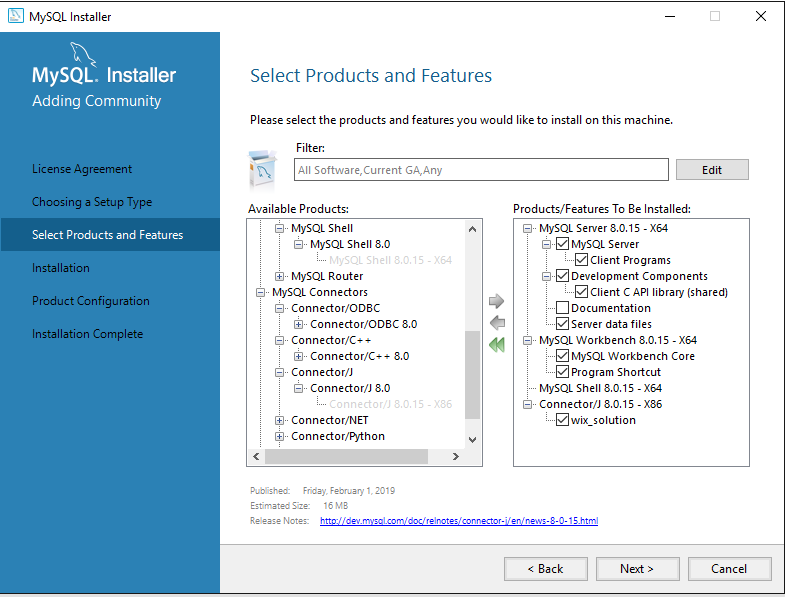 MySQL Installer
MySQL. Installer
Adding Community
License Agreement
Choosing a Setup Type
Select Products and Features
Installation
Product Configuration
Installation Complete
Select Products and Features
Please select the products and features you would like to install on this machine.
Filter:
All Software,Current GA,Any
Edit
Available Products:
MySQL Shell
MySQL Shell 8.0
MySQL Shell 8.0.15 - X64
MySQL Router
MySQL Connectors
Connector/ODBC
Connector/ODBC 8.0
Connector/C++
Connector/C++ 8.0
Connector/J
Connector/J 8.0
Connector/J 8.0.15 - X86
Connector/NET
Connector/Python
Products/Features To Be Installed:
MySQL Server 8.0.15 - X64
MySQL Server
Client Programs
Development Components
Client C API library (shared)
Documentation
Server data files
MySQL Workbench 8.0.15 - X64
MySQL Workbench Core
Program Shortcut
MySQL Shell 8.0.15 - X64
Connector/J 8.0.15 - X86
wix_solution
Published: Friday, February 1, 2019
Estimated Size: 16 MB
Release Notes: http://dev.mysql.com/doc/relnotes/connector-j/en/news-8-0-15.html
< Back
Next >
Cancel